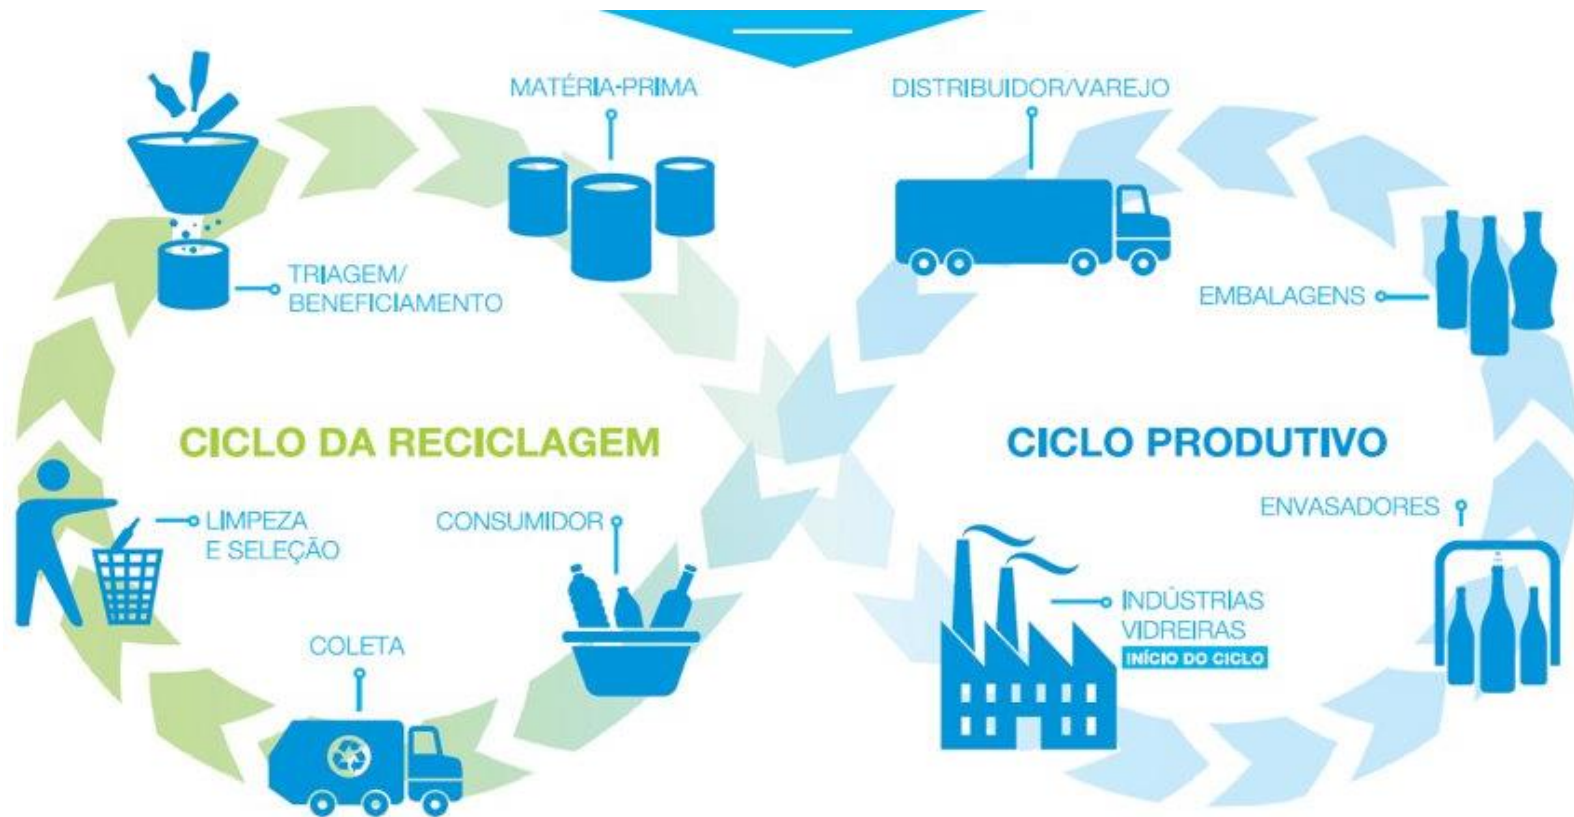 MATÉRIA-PRIMA
DISTRIBUIDOR/VAREJO
TRIAGEM/
BENEFICIAMENTO
EMBALAGENS
CICLO DA RECICLAGEM
CICLO PRODUTIVO
LIMPEZA
E SELEÇÃO
CONSUMIDOR
ENVASADORES
COLETA
INDÚSTRIAS
VIDREIRAS
INÍCIO DO CICLO